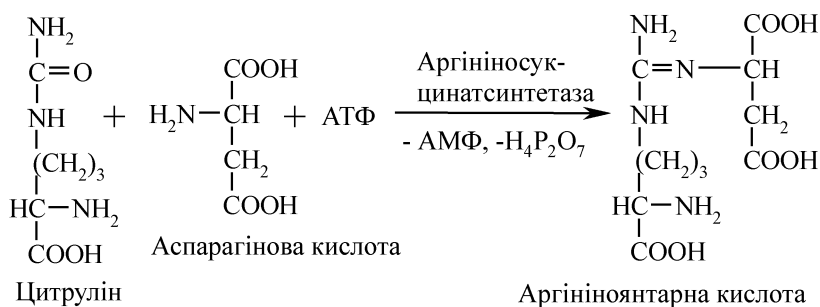 NH₂
C=O
NH
(CH₂)₃
HC—NH₂
COOH
Цитрулін
+
COOH
H₂N—CH
CH₂
COOH
Аспарагінова кислота
+ АТФ
Аргініносук-
цинатсинтетаза
- АМФ, -H₄P₂O₇
NH₂ COOH
C=N—CH
NH CH₂
(CH₂)₃ COOH
HC—NH₂
COOH
Аргініноянтарна кислота